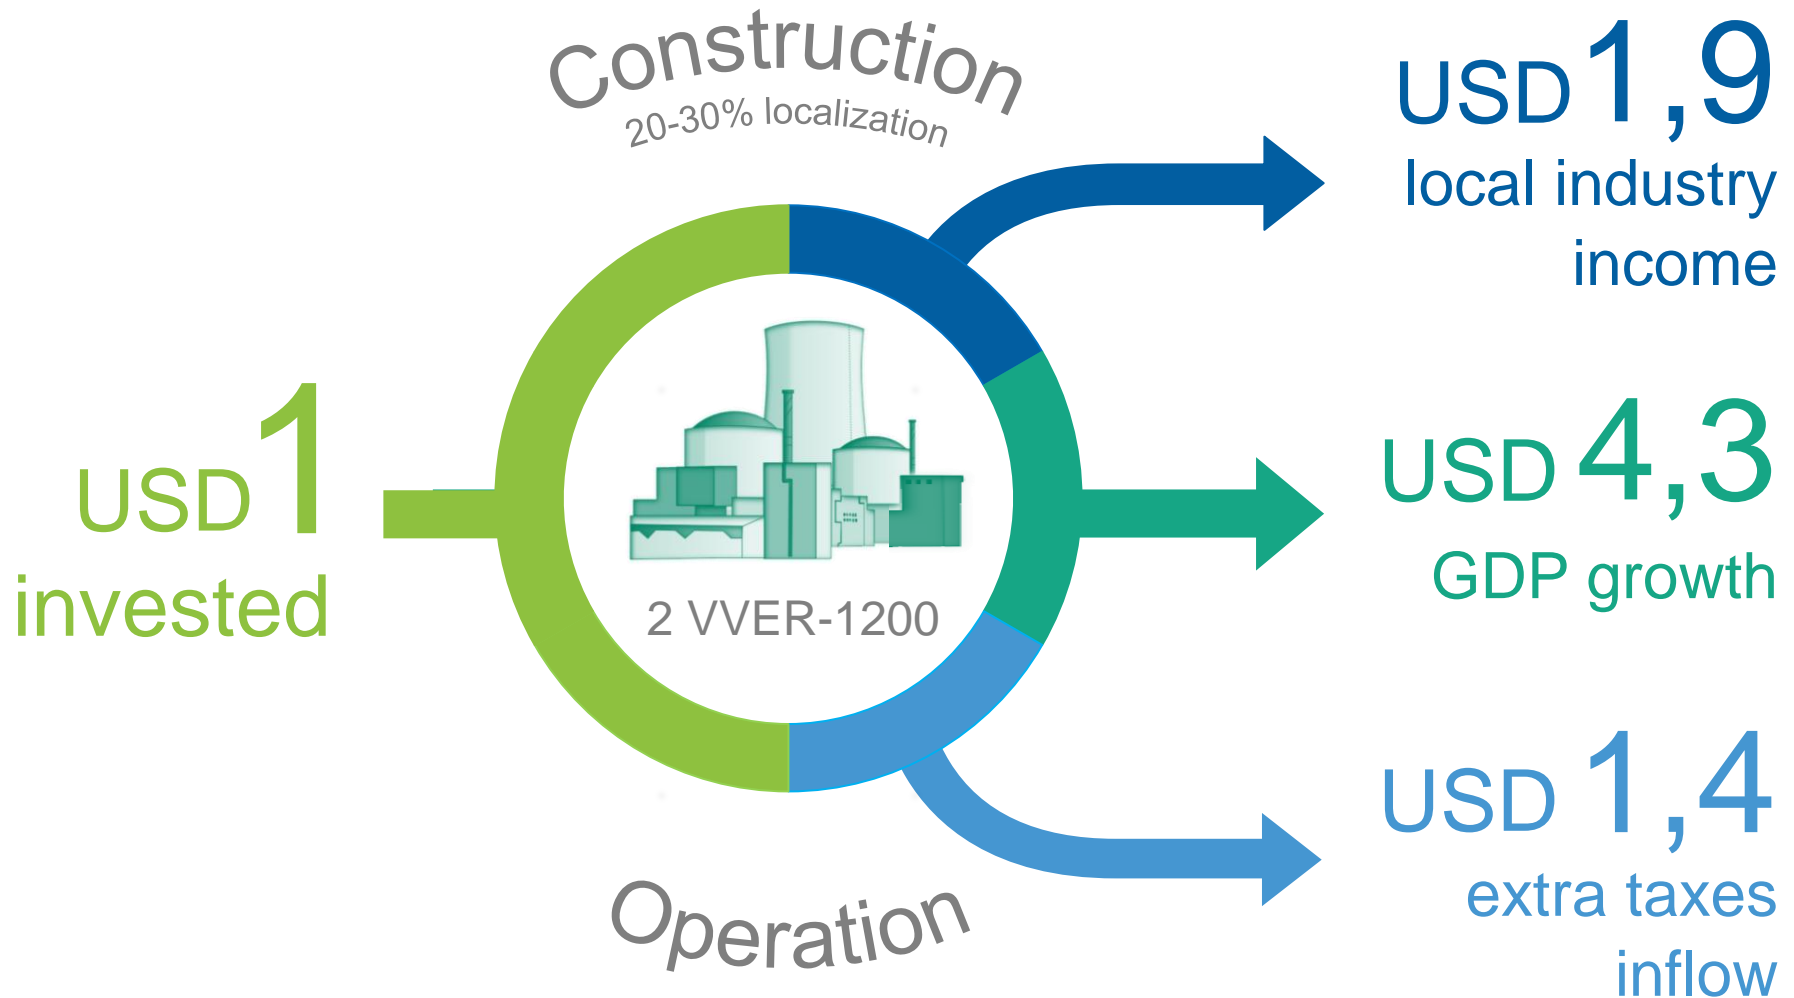 Construction
20-30% localization
USD 1,9
local industry
income
USD 1
invested
2 VVER-1200
USD 4,3
GDP growth
USD 1,4
extra taxes
inflow
Operation